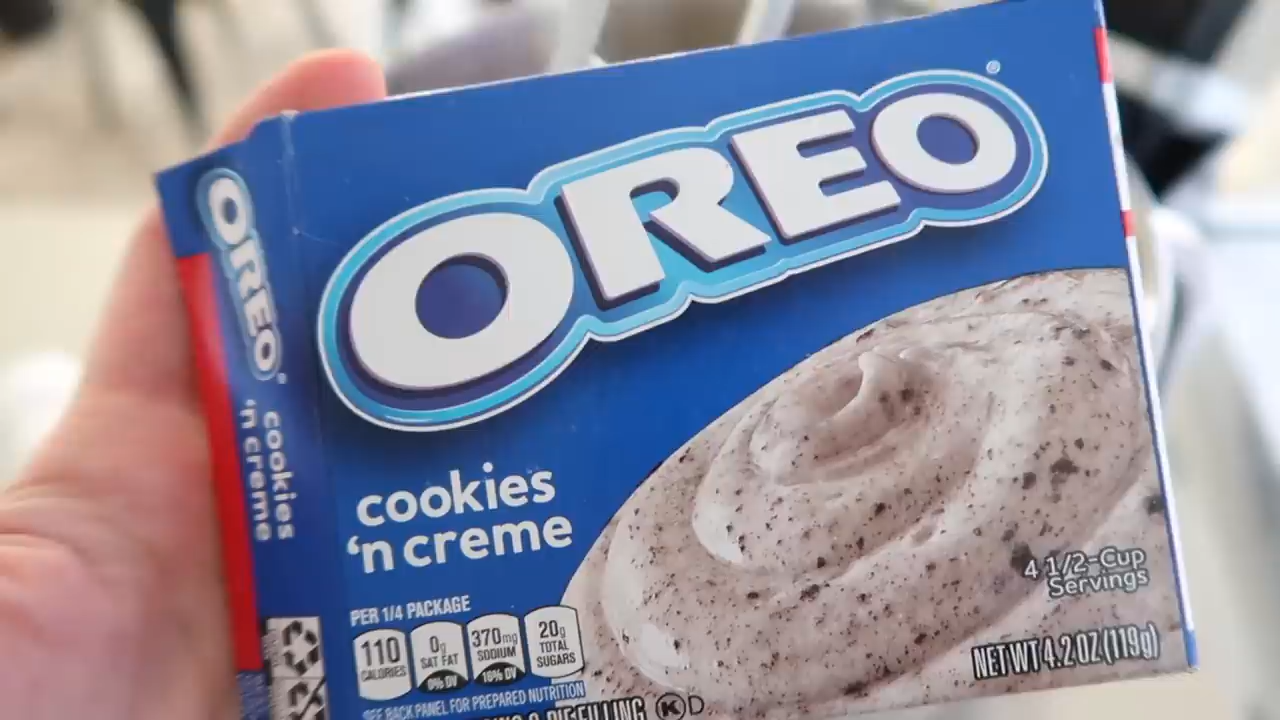 OREO®
cookies
'n creme
PER 1/4 PACKAGE
110
CALORIES
0g
SAT FAT
0% DV
370mg
SODIUM
16% DV
20g
TOTAL
SUGARS
SEE BACK PANEL FOR PREPARED NUTRITION
& PIE FILLING
K D
4 1/2-Cup
Servings
NET WT 4.2 OZ (119g)
OREO®
cookies
'n creme